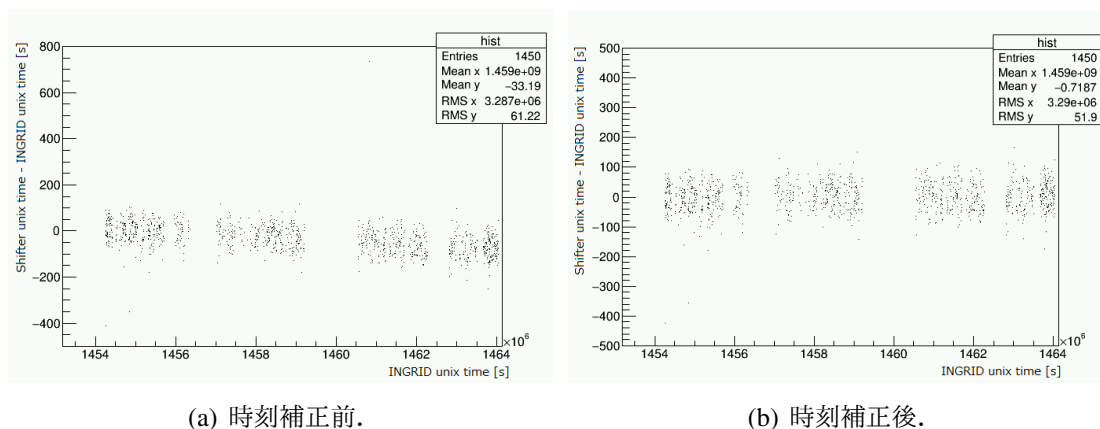 hist
Entries 1450
Mean x 1.459e+09
Mean y −33.19
RMS x 3.287e+06
RMS y 61.22
Shifter unix time - INGRID unix time [s]
800
600
400
200
0
−200
−400
1454 1456 1458 1460 1462 1464
×10⁶
INGRID unix time [s]
(a) 時刻補正前.
hist
Entries 1450
Mean x 1.459e+09
Mean y −0.7187
RMS x 3.29e+06
RMS y 51.9
Shifter unix time - INGRID unix time [s]
500
400
300
200
100
0
−100
−200
−300
−400
−500
1454 1456 1458 1460 1462 1464
×10⁶
INGRID unix time [s]
(b) 時刻補正後.